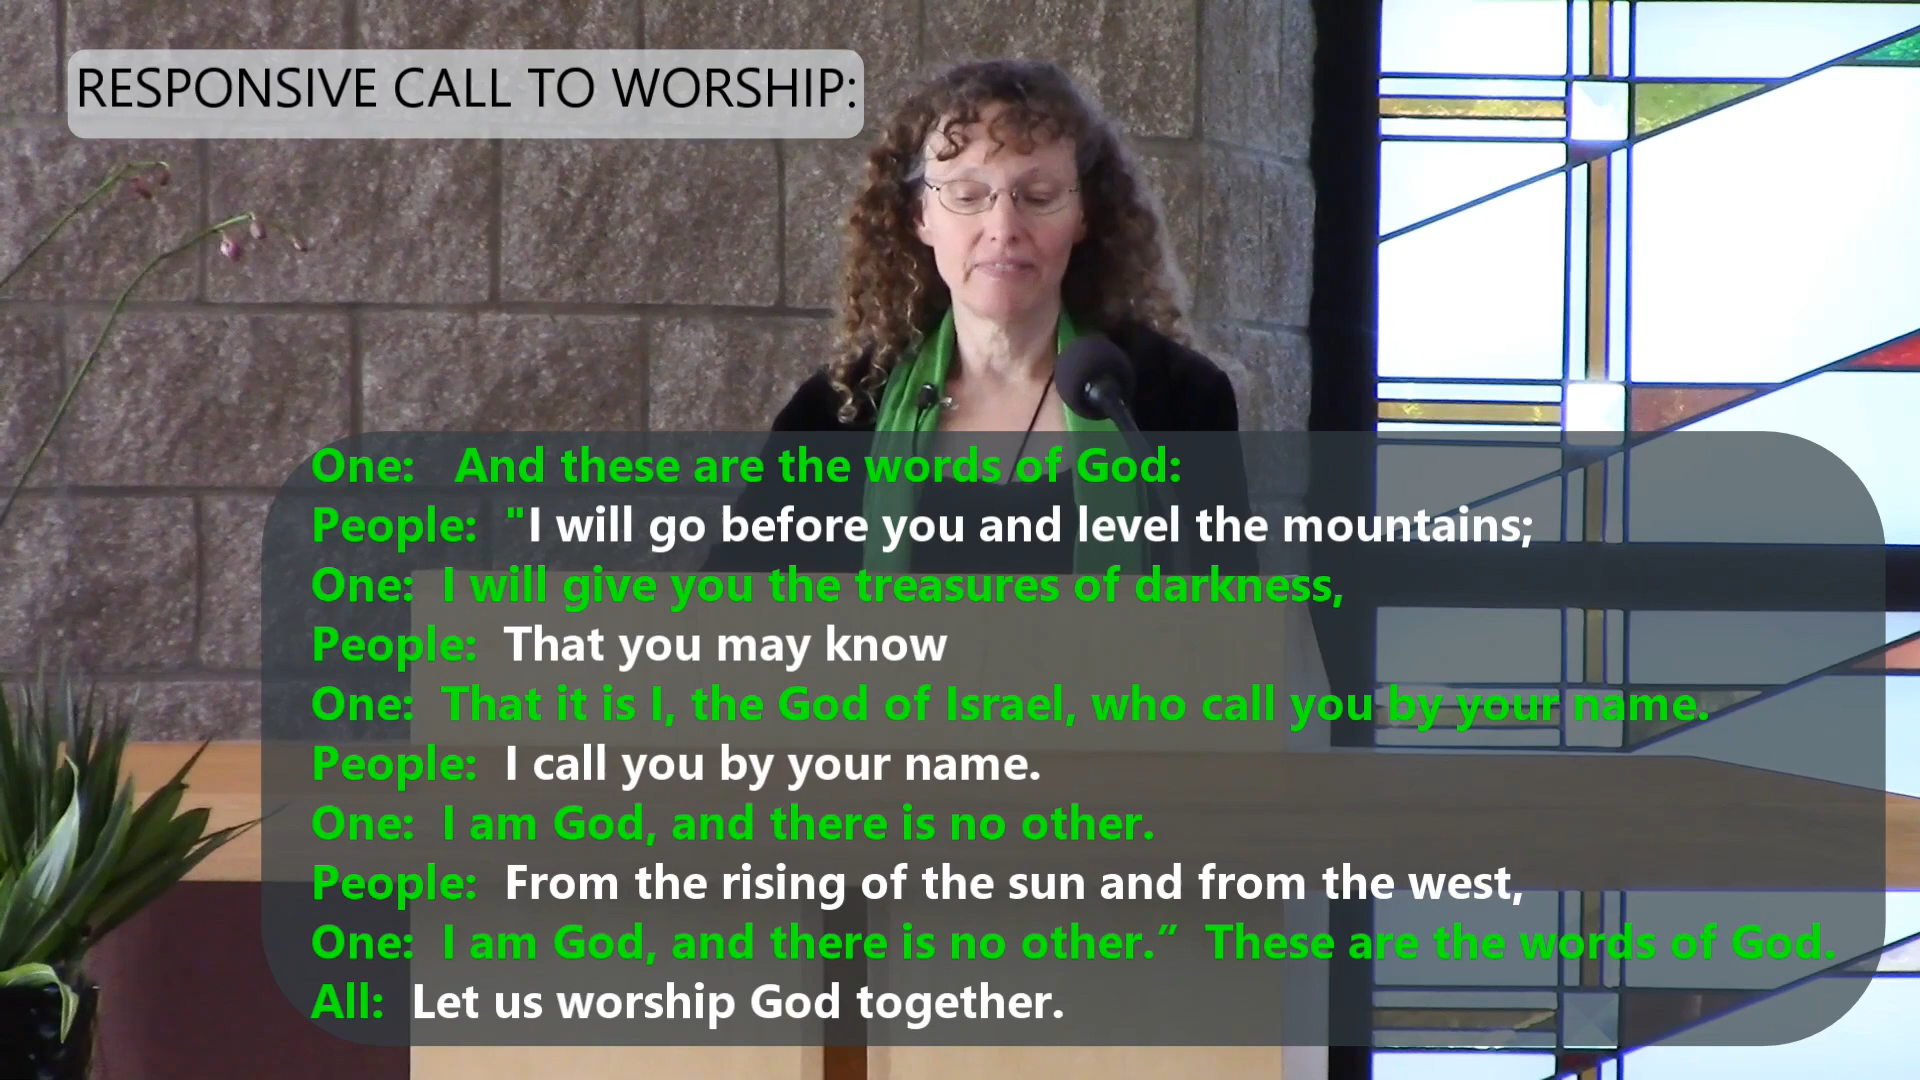 RESPONSIVE CALL TO WORSHIP:
One: And these are the words of God:
People: "I will go before you and level the mountains;
One: I will give you the treasures of darkness,
People: That you may know
One: That it is I, the God of Israel, who call you by your name.
People: I call you by your name.
One: I am God, and there is no other.
People: From the rising of the sun and from the west,
One: I am God, and there is no other.” These are the words of God.
All: Let us worship God together.